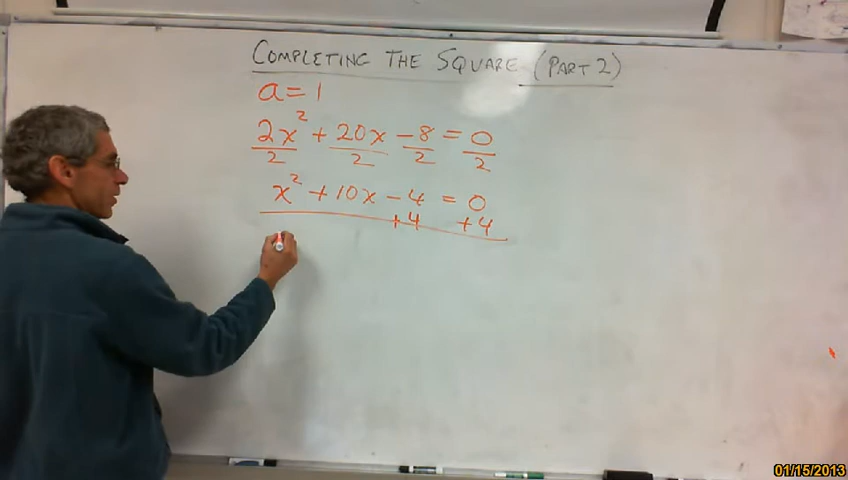 COMPLETING THE SQUARE (PART 2)
a = 1
2x² + 20x - 8 = 0
2 2 2 2
x² + 10x - 4 = 0
+4 +4
01/15/2013